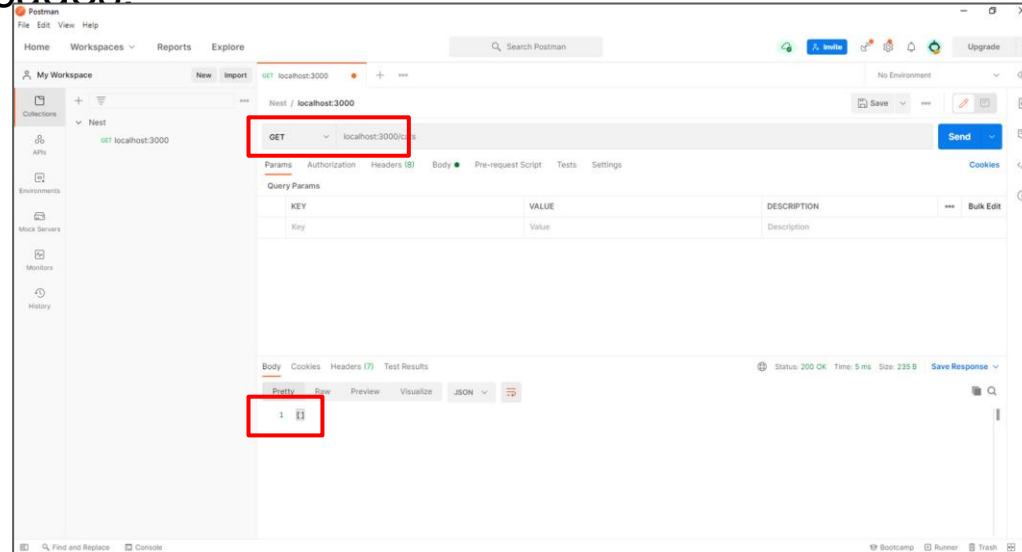 Postman
File Edit View Help
Home Workspaces Reports Explore
Search Postman
Invite
Upgrade
My Workspace
New Import
GET localhost:3000
No Environment
Collections
Nest
GET localhost:3000
Nest / localhost:3000
Save
GET localhost:3000/cats
Send
APIs
Params Authorization Headers (8) Body Pre-request Script Tests Settings
Cookies
Environments
Query Params
KEY VALUE DESCRIPTION
Bulk Edit
Key Value Description
Mock Servers
Monitors
History
Body Cookies Headers (7) Test Results
Status: 200 OK Time: 5 ms Size: 235 B Save Response
Pretty Raw Preview Visualize JSON
1 []
Find and Replace Console
Bootcamp Runner Trash